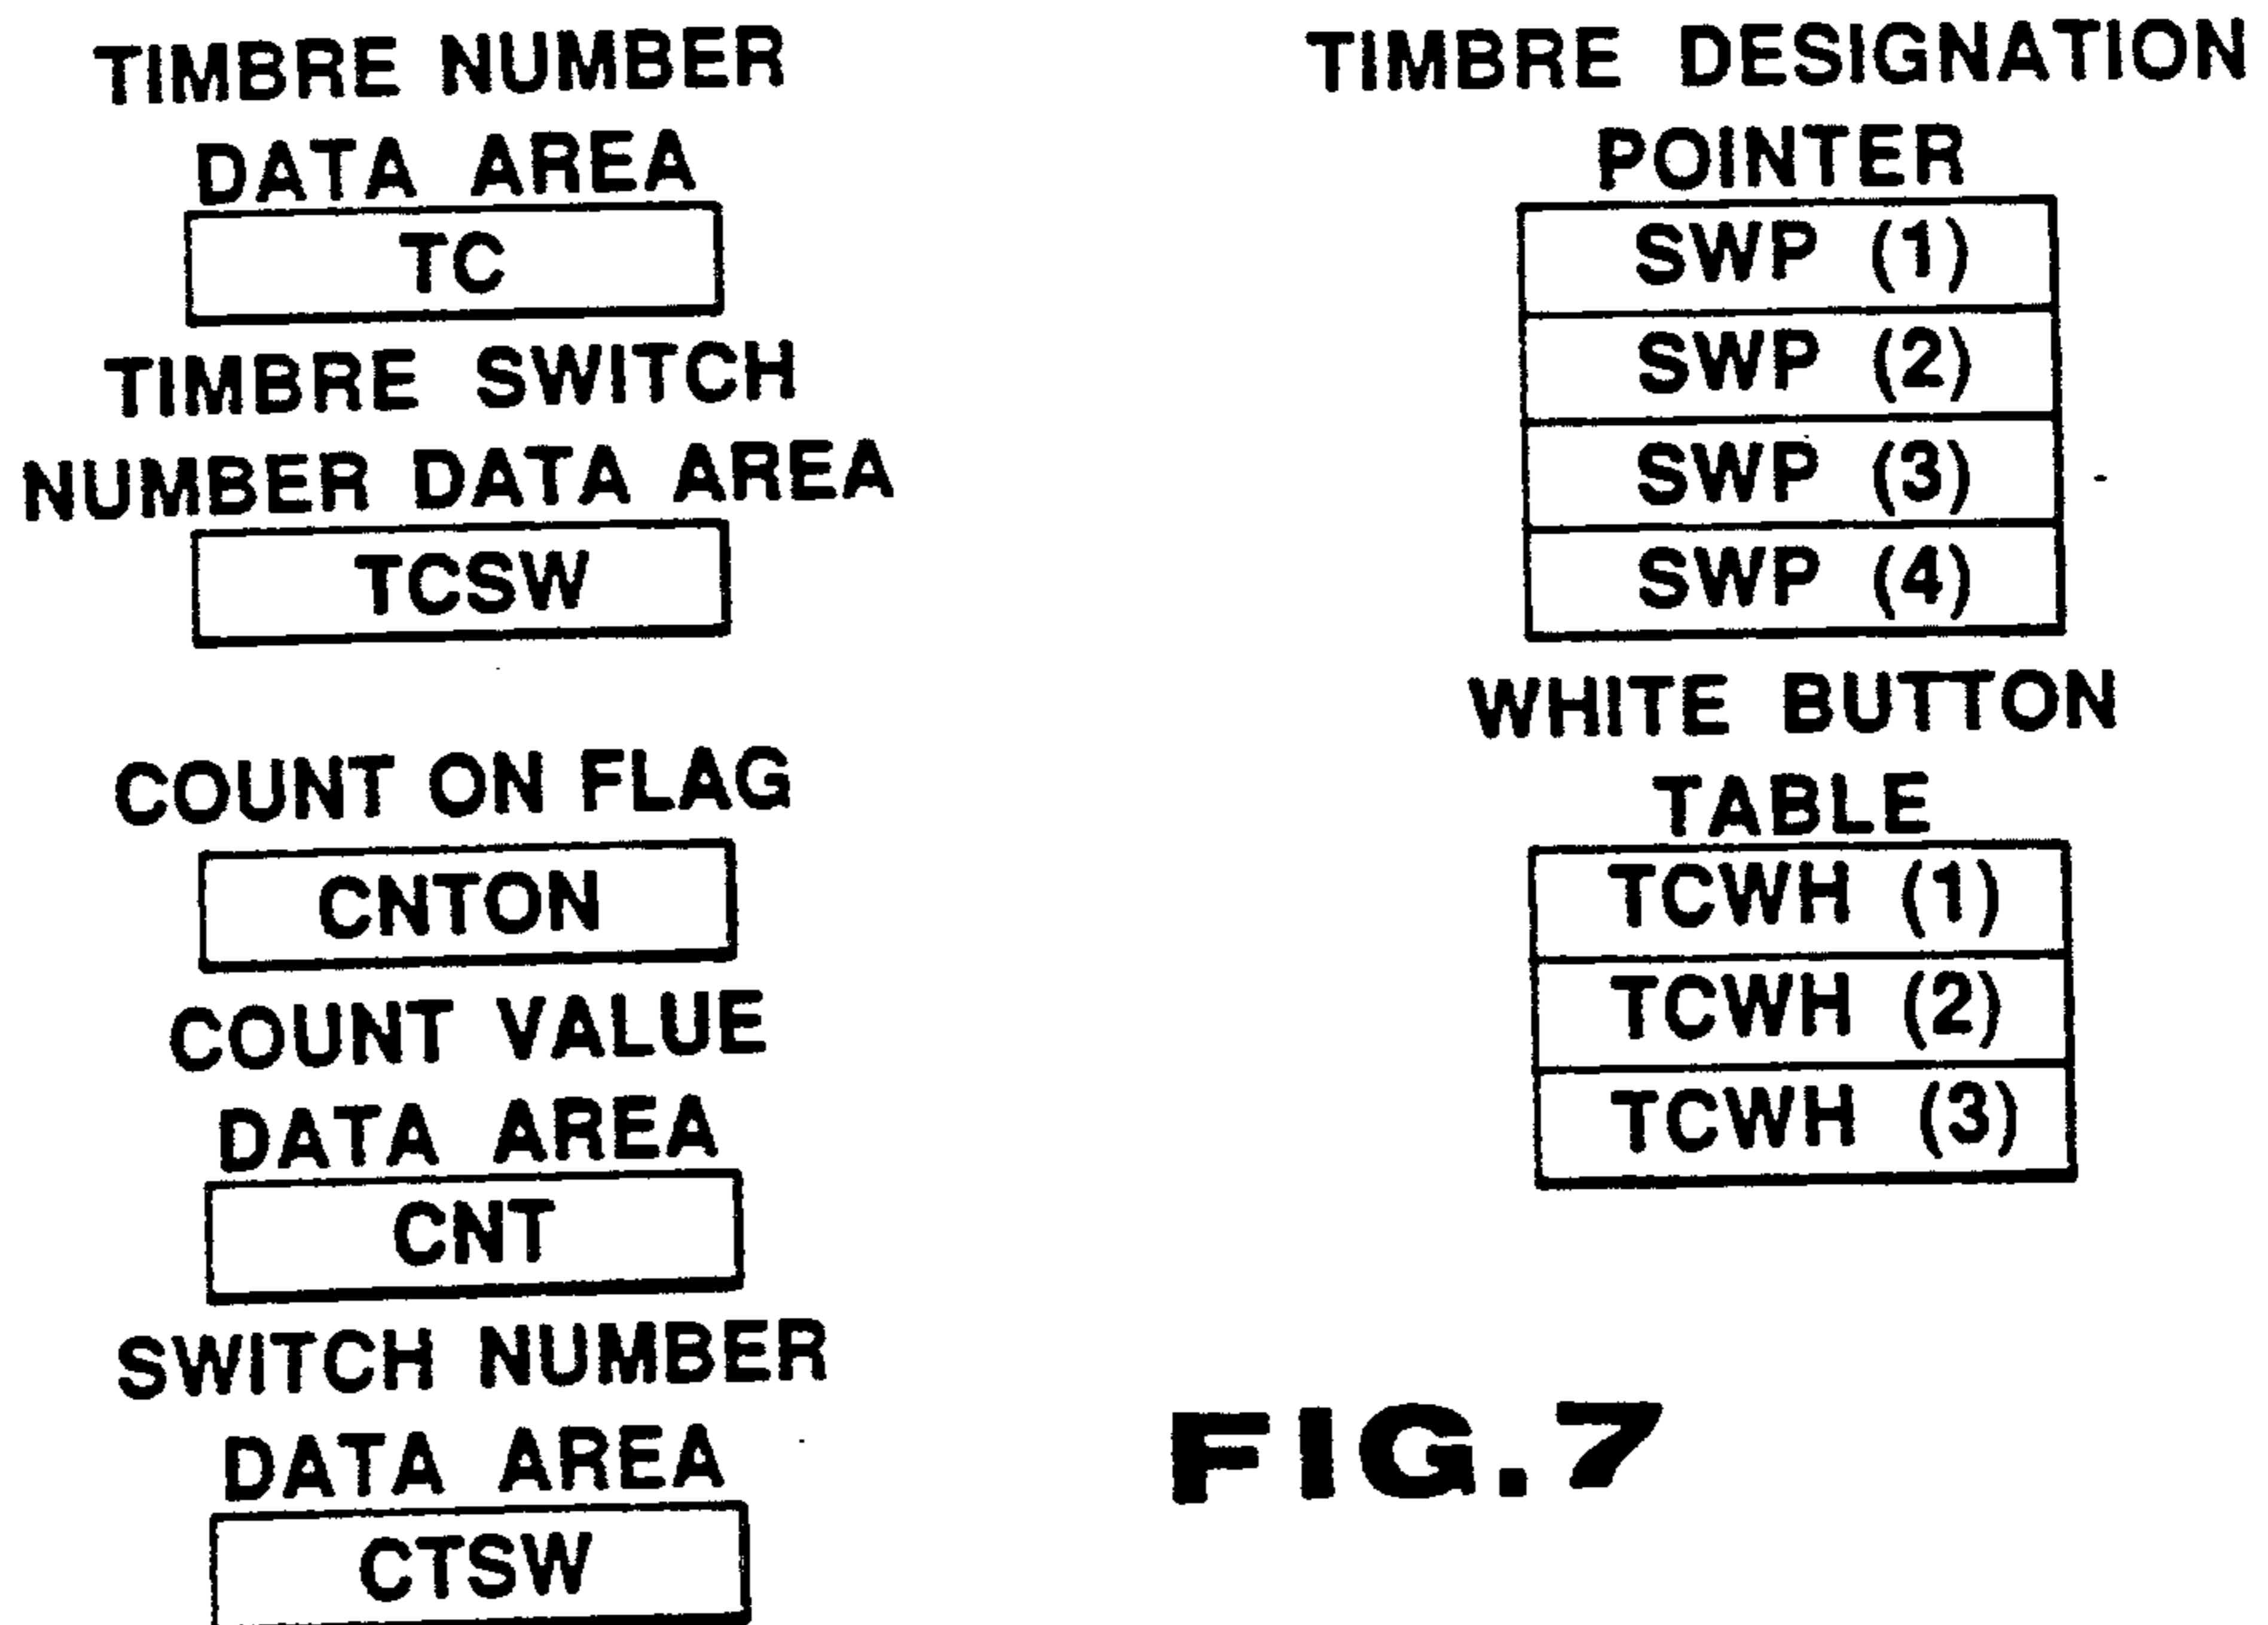 TIMBRE NUMBER
DATA AREA
TC
TIMBRE SWITCH
NUMBER DATA AREA
TCSW
COUNT ON FLAG
CNTON
COUNT VALUE
DATA AREA
CNT
SWITCH NUMBER
DATA AREA
CTSW
TIMBRE DESIGNATION
POINTER
SWP (1)
SWP (2)
SWP (3)
SWP (4)
WHITE BUTTON
TABLE
TCWH (1)
TCWH (2)
TCWH (3)
FIG.7